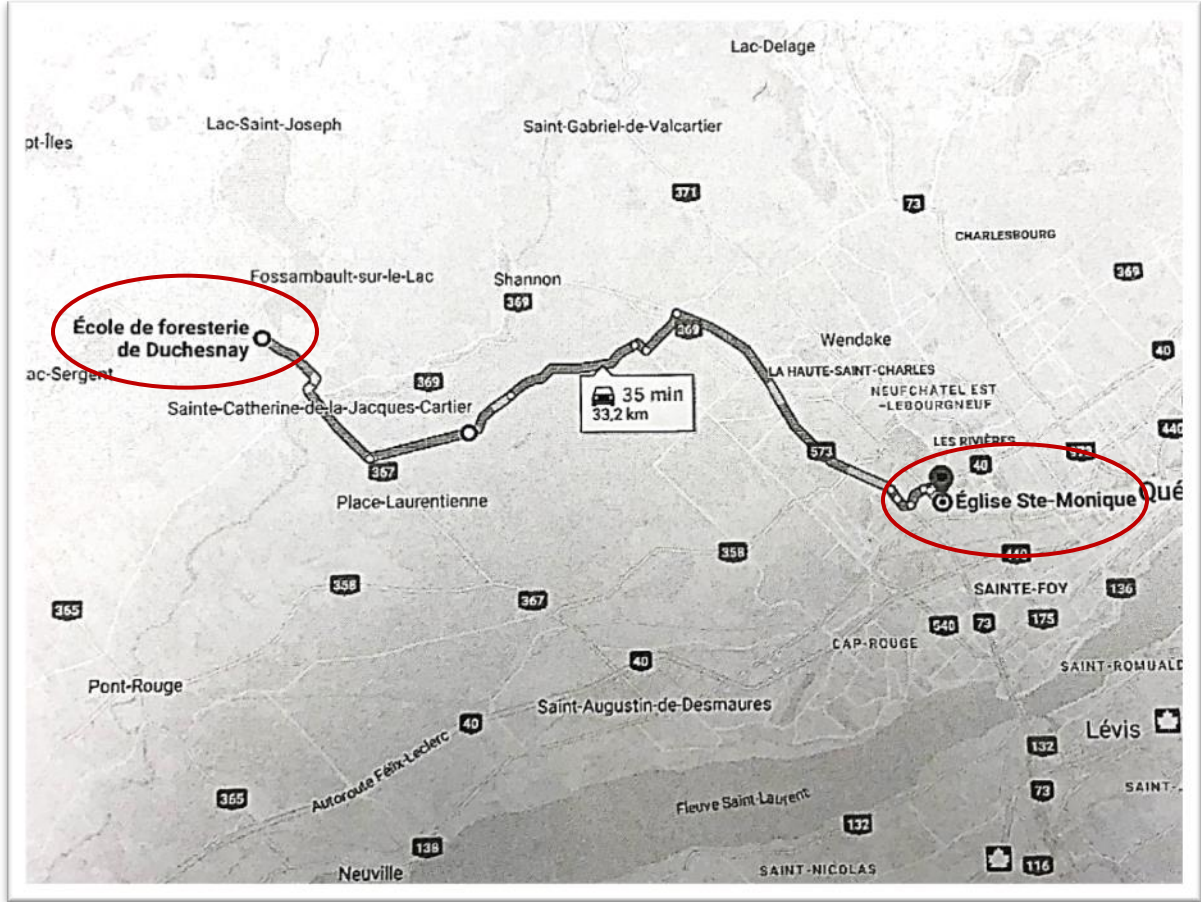 Lac-Delage
Lac-Saint-Joseph
Saint-Gabriel-de-Valcartier
pt-Îles
371
73
CHARLESBOURG
369
Fossambault-sur-le-Lac
Shannon
369
École de foresterie
de Duchesnay
369
Wendake
40
ac-Sergent
369
LA HAUTE-SAINT-CHARLES
35 min
33,2 km
NEUFCHATEL EST
-LEBOURGNEUF
Sainte-Catherine-de-la-Jacques-Cartier
440
LES RIVIÈRES
573
40
367
Place-Laurentienne
Église Ste-Monique
Qué
358
440
358
SAINTE-FOY
136
365
367
540
73
175
CAP-ROUGE
40
SAINT-ROMUALD
Pont-Rouge
Saint-Augustin-de-Desmaures
40
Lévis
132
Autoroute Félix-Leclerc
365
73
SAINT-
Fleuve Saint-Laurent
132
138
Neuville
SAINT-NICOLAS
116